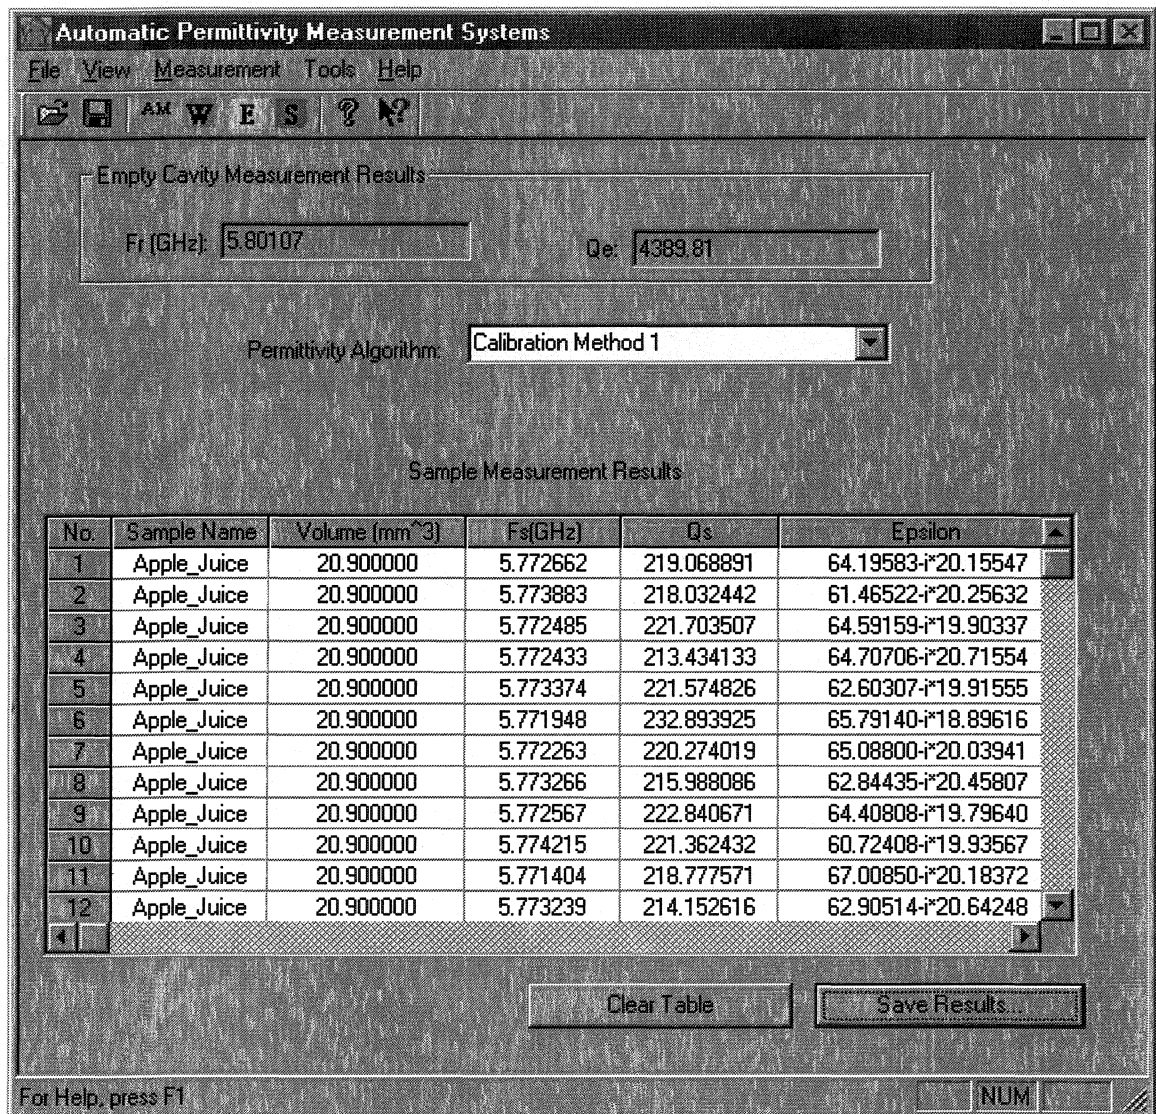 Automatic Permittivity Measurement Systems
File View Measurement Tools Help
AM W E S ? ?
Empty Cavity Measurement Results
Fr (GHz): 5.80107 Qe: 4389.81
Permittivity Algorithm: Calibration Method 1
Sample Measurement Results
No. Sample Name Volume (mm^3) Fs(GHz) Qs Epsilon
1 Apple_Juice 20.900000 5.772662 219.068891 64.19583-i*20.15547
2 Apple_Juice 20.900000 5.773883 218.032442 61.46522-i*20.25632
3 Apple_Juice 20.900000 5.772485 221.703507 64.59159-i*19.90337
4 Apple_Juice 20.900000 5.772433 213.434133 64.70706-i*20.71554
5 Apple_Juice 20.900000 5.773374 221.574826 62.60307-i*19.91555
6 Apple_Juice 20.900000 5.771948 232.893925 65.79140-i*18.89616
7 Apple_Juice 20.900000 5.772263 220.274019 65.08800-i*20.03941
8 Apple_Juice 20.900000 5.773266 215.988086 62.84435-i*20.45807
9 Apple_Juice 20.900000 5.772567 222.840671 64.40808-i*19.79640
10 Apple_Juice 20.900000 5.774215 221.362432 60.72408-i*19.93567
11 Apple_Juice 20.900000 5.771404 218.777571 67.00850-i*20.18372
12 Apple_Juice 20.900000 5.773239 214.152616 62.90514-i*20.64248
Clear Table Save Results...
For Help, press F1 NUM